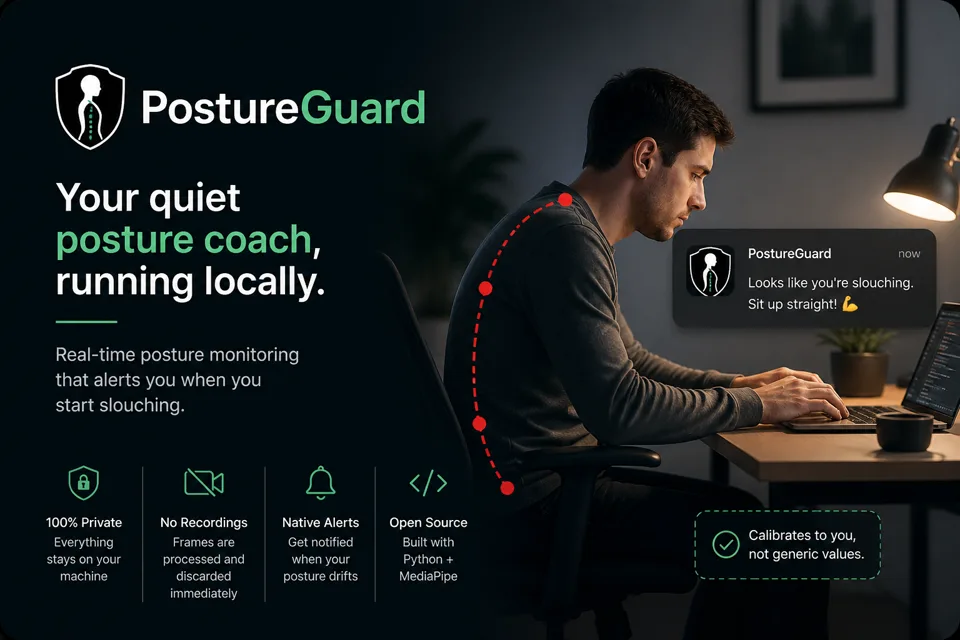 PostureGuard
Your quiet
posture coach,
running locally.
Real-time posture monitoring
that alerts you when you
start slouching.
PostureGuard
now
Looks like you're slouching.
Sit up straight! 💪
100% Private
Everything
stays on your
machine
No Recordings
Frames are
processed and
discarded
immediately
Native Alerts
Get notified
when your
posture drifts
</>
Open Source
Built with
Python +
MediaPipe
Calibrates to you,
not generic values.